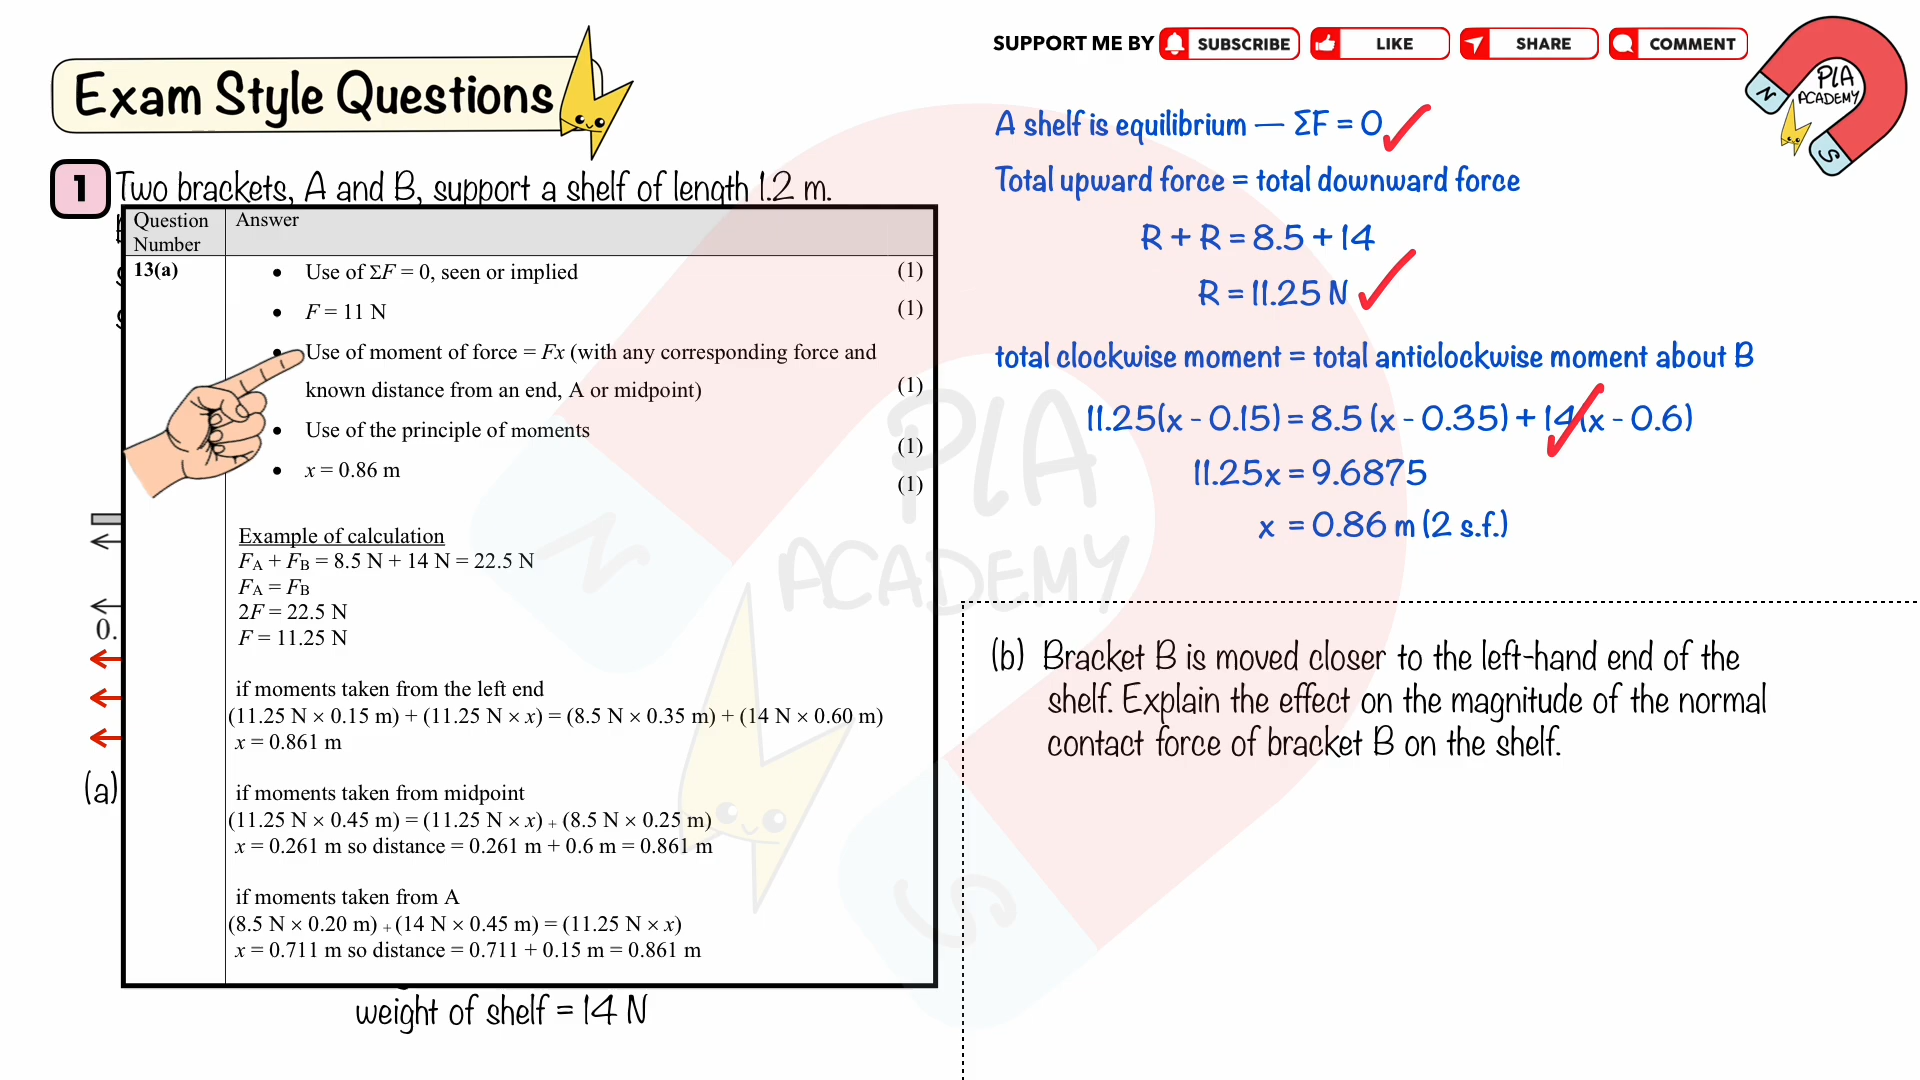 SUPPORT ME BY
SUBSCRIBE
LIKE
SHARE
COMMENT
N
PLA
ACADEMY
S
Exam Style Questions
1 Two brackets, A and B, support a shelf of length 1.2 m.
Question Number
Answer
13(a)
• Use of ΣF = 0, seen or implied (1)
• F = 11 N (1)
Use of moment of force = Fx (with any corresponding force and
known distance from an end, A or midpoint) (1)
• Use of the principle of moments (1)
• x = 0.86 m (1)
Example of calculation
F_A + F_B = 8.5 N + 14 N = 22.5 N
F_A = F_B
2F = 22.5 N
F = 11.25 N
if moments taken from the left end
(11.25 N × 0.15 m) + (11.25 N × x) = (8.5 N × 0.35 m) + (14 N × 0.60 m)
x = 0.861 m
if moments taken from midpoint
(11.25 N × 0.45 m) = (11.25 N × x) + (8.5 N × 0.25 m)
x = 0.261 m so distance = 0.261 m + 0.6 m = 0.861 m
if moments taken from A
(8.5 N × 0.20 m) + (14 N × 0.45 m) = (11.25 N × x)
x = 0.711 m so distance = 0.711 + 0.15 m = 0.861 m
0.
(a)
weight of shelf = 14 N
A shelf is equilibrium — ΣF = 0
Total upward force = total downward force
R + R = 8.5 + 14
R = 11.25 N
total clockwise moment = total anticlockwise moment about B
11.25(x - 0.15) = 8.5 (x - 0.35) + 14(x - 0.6)
11.25x = 9.6875
x = 0.86 m (2 s.f.)
(b) Bracket B is moved closer to the left-hand end of the
shelf. Explain the effect on the magnitude of the normal
contact force of bracket B on the shelf.
N
PLA
ACADEMY
S